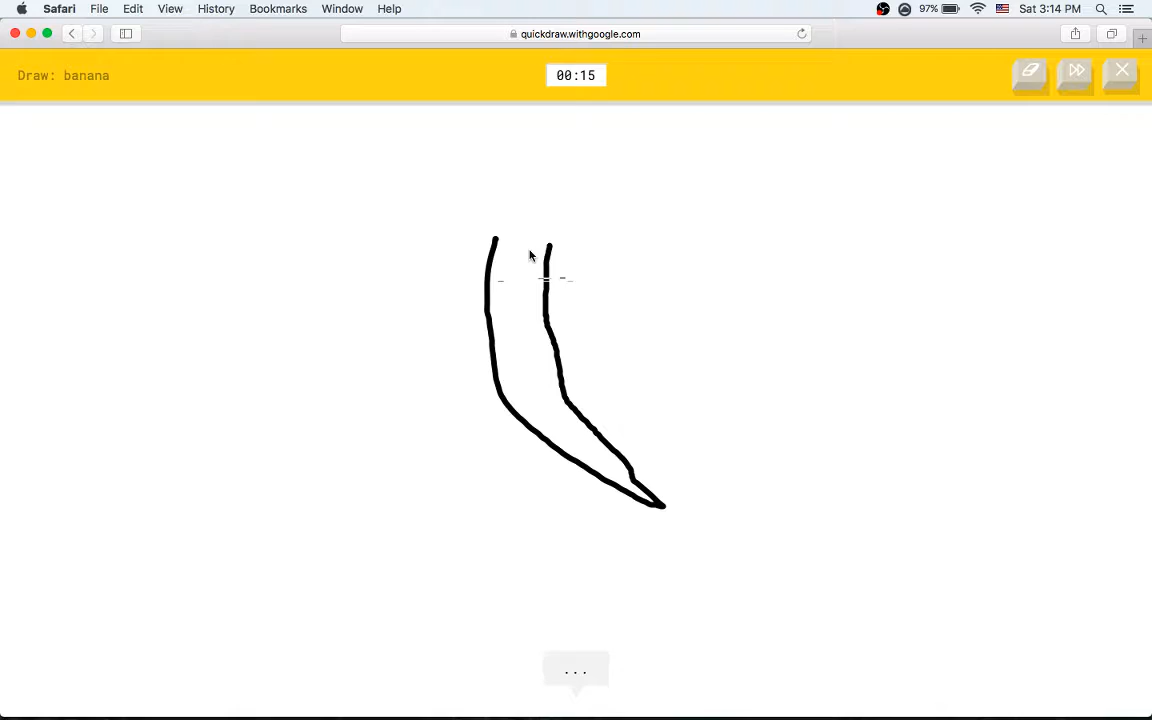 Safari File Edit View History Bookmarks Window Help 97% Sat 3:14 PM
quickdraw.withgoogle.com
Draw: banana 00:15
...